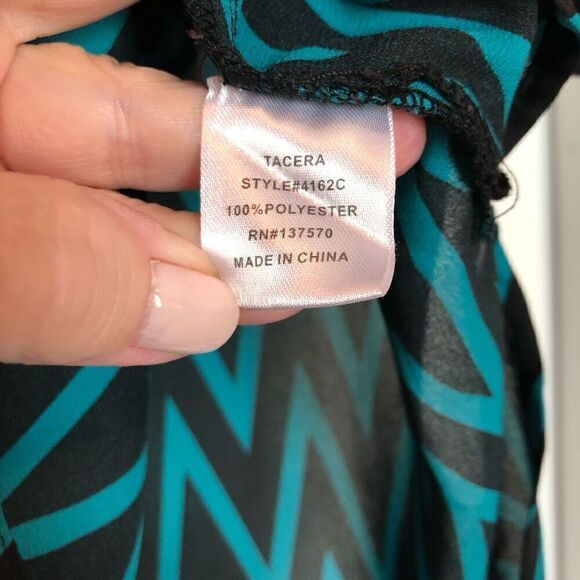 TACERA
STYLE#4162C
100%POLYESTER
RN#137570
MADE IN CHINA